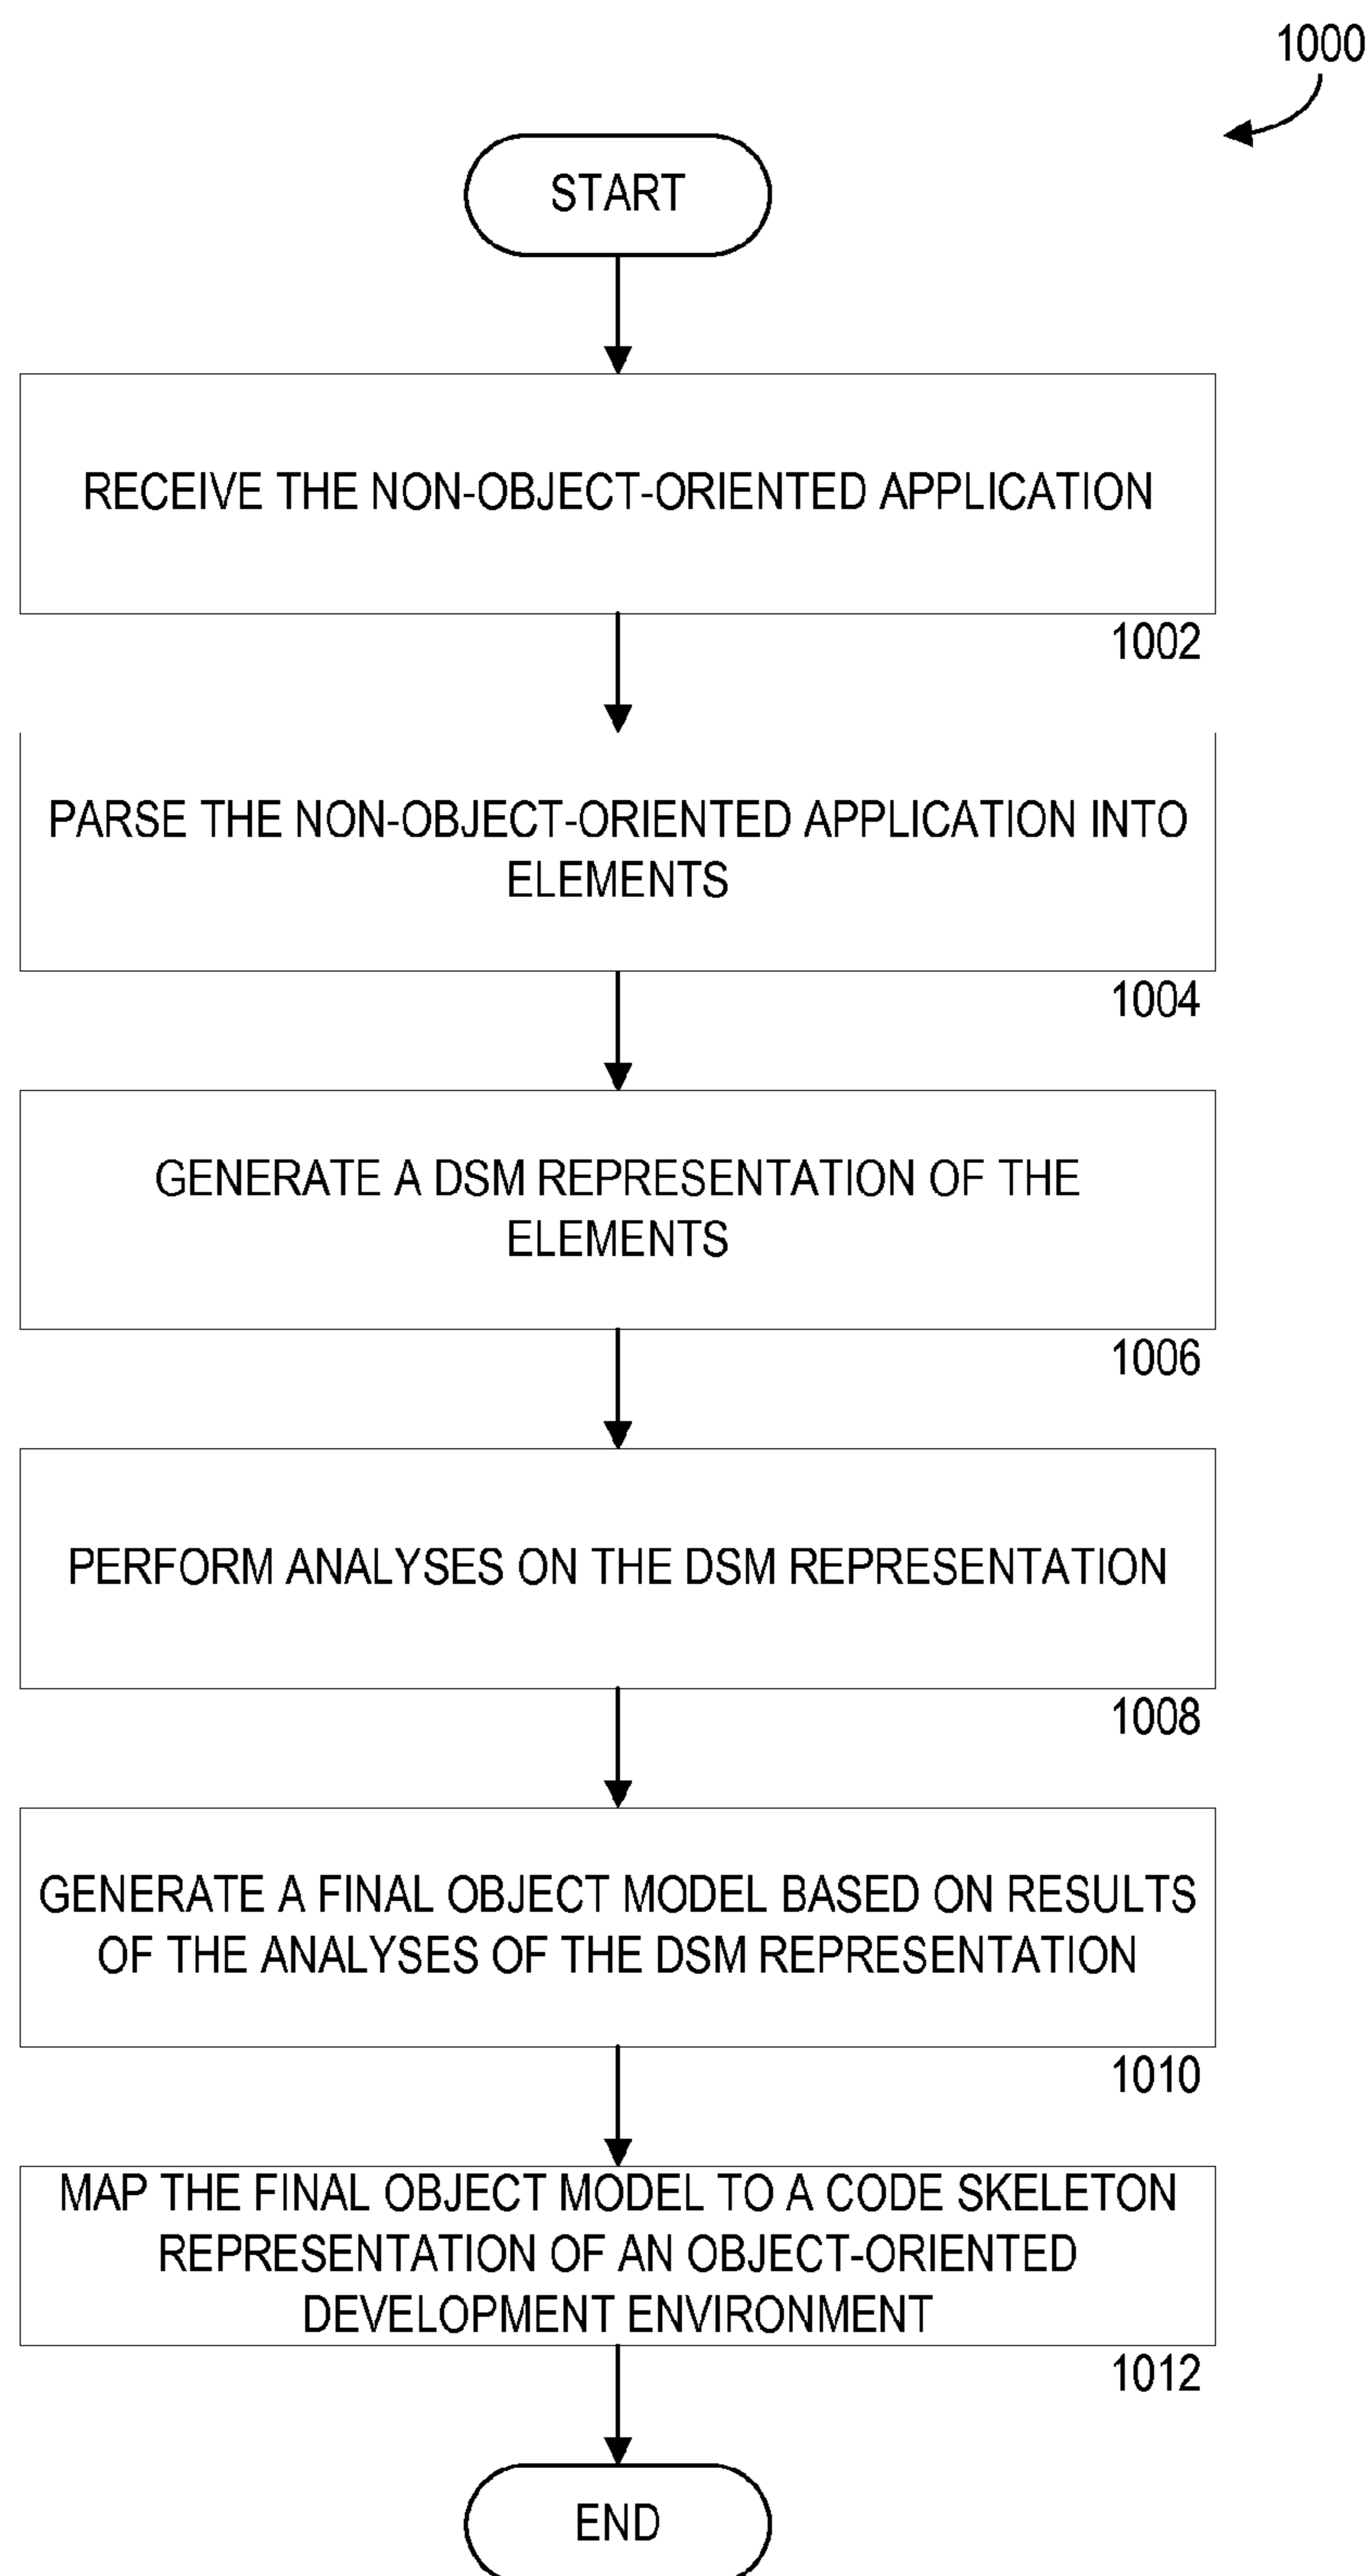 1000
START
RECEIVE THE NON-OBJECT-ORIENTED APPLICATION
1002
PARSE THE NON-OBJECT-ORIENTED APPLICATION INTO
ELEMENTS
1004
GENERATE A DSM REPRESENTATION OF THE
ELEMENTS
1006
PERFORM ANALYSES ON THE DSM REPRESENTATION
1008
GENERATE A FINAL OBJECT MODEL BASED ON RESULTS
OF THE ANALYSES OF THE DSM REPRESENTATION
1010
MAP THE FINAL OBJECT MODEL TO A CODE SKELETON
REPRESENTATION OF AN OBJECT-ORIENTED
DEVELOPMENT ENVIRONMENT
1012
END